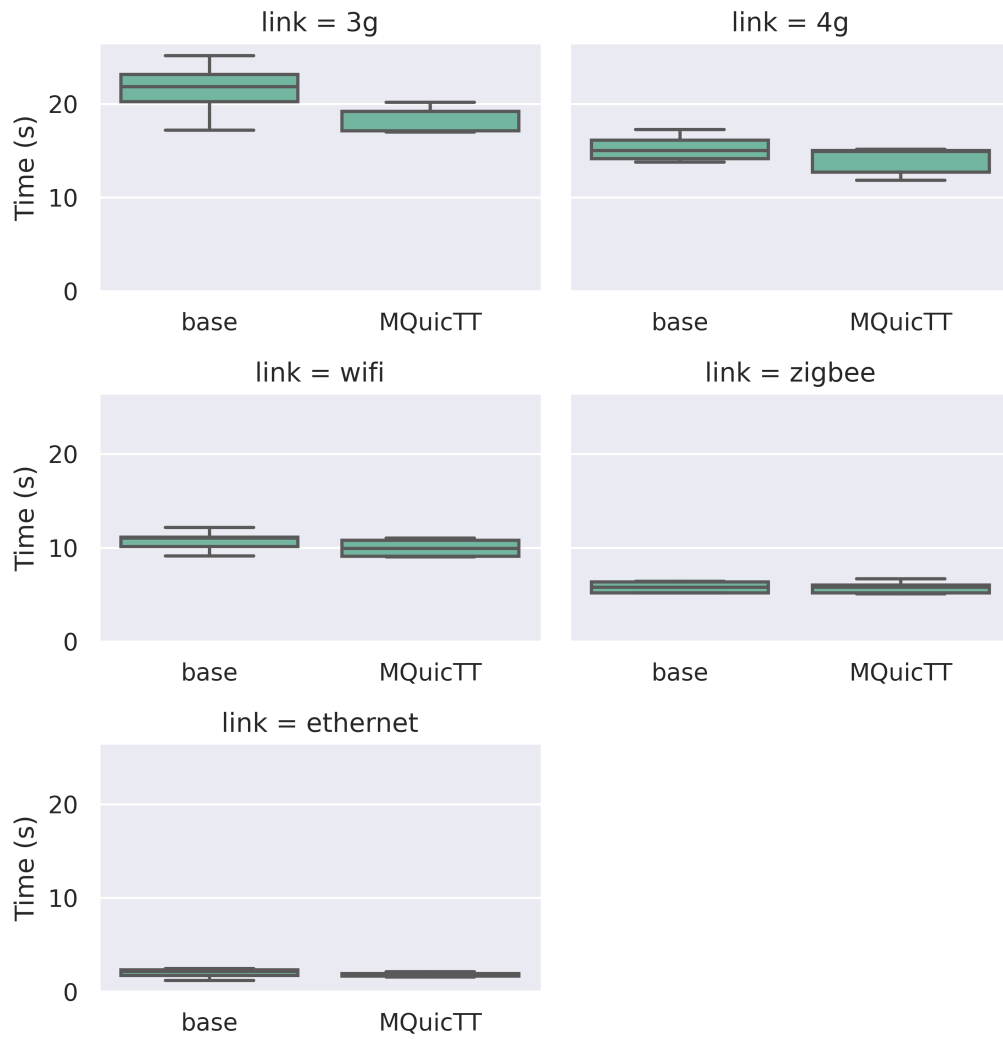 link = 3g
link = 4g
Time (s)
20
10
0
base
MQuicTT
base
MQuicTT
link = wifi
link = zigbee
Time (s)
20
10
0
base
MQuicTT
base
MQuicTT
link = ethernet
Time (s)
20
10
0
base
MQuicTT